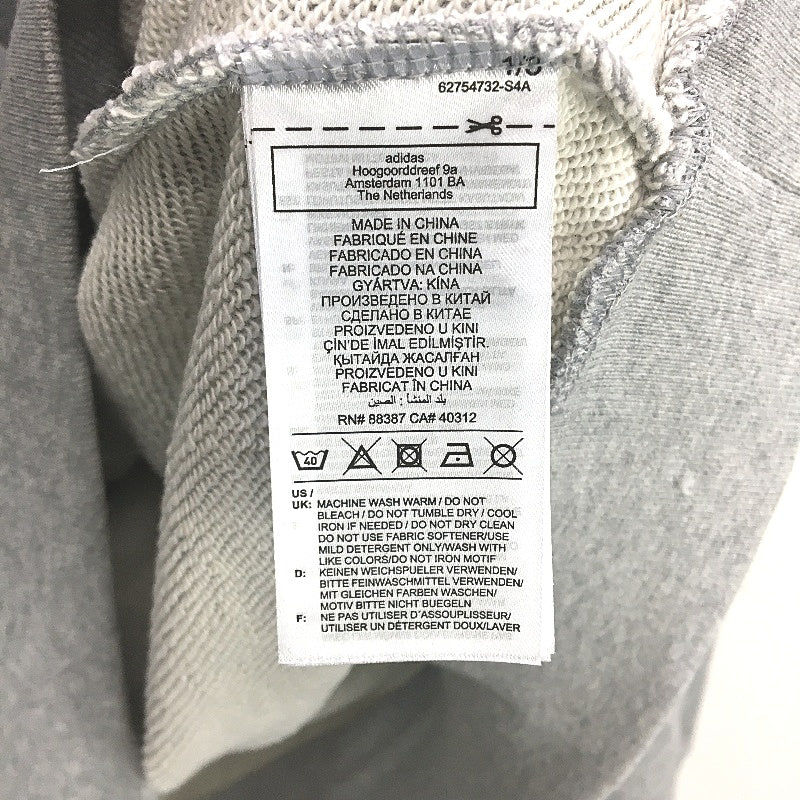 1/3
62754732-S4A
adidas
Hoogoorddreef 9a
Amsterdam 1101 BA
The Netherlands
MADE IN CHINA
FABRIQUÉ EN CHINE
FABRICADO EN CHINA
FABRICADO NA CHINA
GYÁRTVA: KÍNA
ПРОИЗВЕДЕНО В КИТАЙ
СДЕЛАНО В КИТАЕ
PROIZVEDENO U KINI
ÇİN'DE İMAL EDİLMİŞTİR.
ҚЫТАЙДА ЖАСАЛҒАН
PROIZVEDENO U KINI
FABRICAT ÎN CHINA
بلد المنشأ : الصين
RN# 88387 CA# 40312
40
US /
UK: MACHINE WASH WARM / DO NOT
BLEACH / DO NOT TUMBLE DRY / COOL
IRON IF NEEDED / DO NOT DRY CLEAN
DO NOT USE FABRIC SOFTENER/USE
MILD DETERGENT ONLY/WASH WITH
LIKE COLORS/DO NOT IRON MOTIF
D: KEINEN WEICHSPUELER VERWENDEN/
BITTE FEINWASCHMITTEL VERWENDEN/
MIT GLEICHEN FARBEN WASCHEN/
MOTIV BITTE NICHT BUEGELN
F: NE PAS UTILISER D'ASSOUPLISSEUR/
UTILISER UN DÉTERGENT DOUX/LAVER